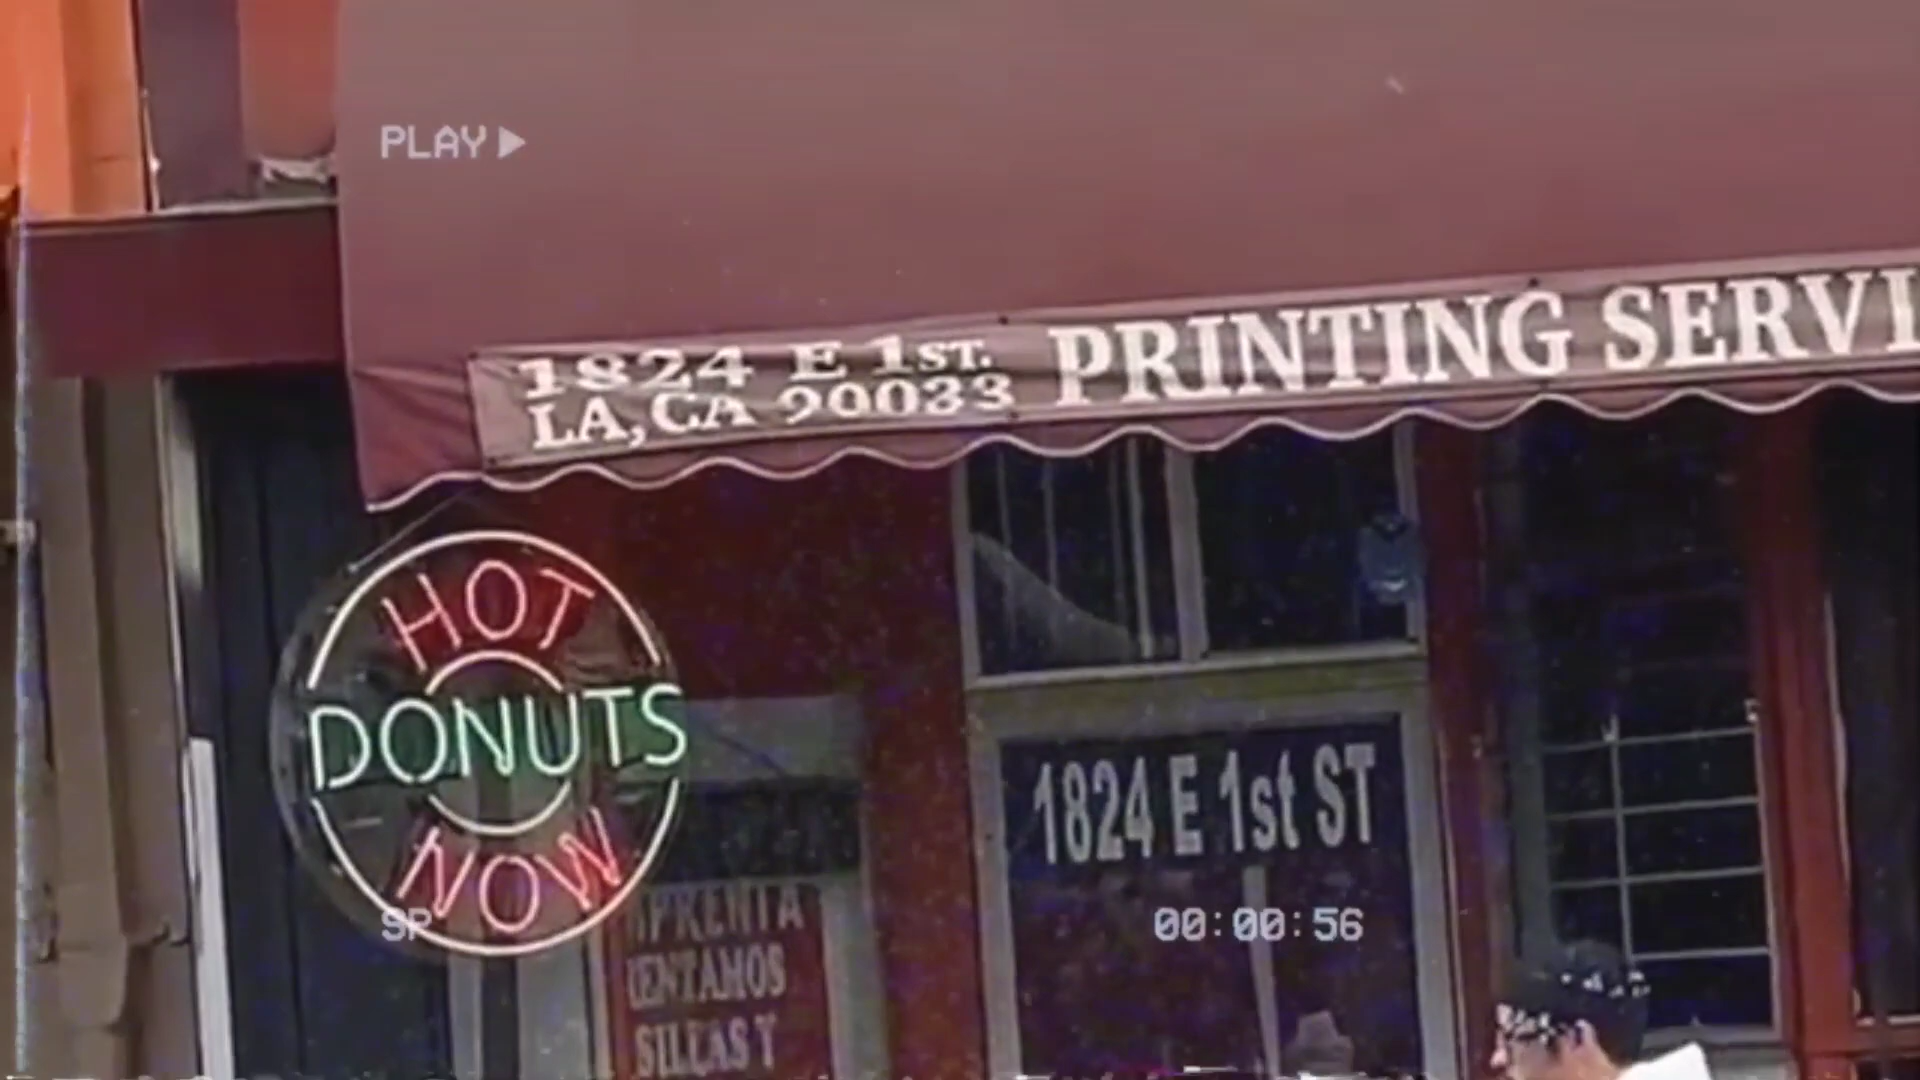 PLAY
1824 E 1ST.
LA, CA 90033
PRINTING SERVI
HOT
DONUTS
NOW
1824 E 1st ST
SP
00:00:56
SILLAS Y